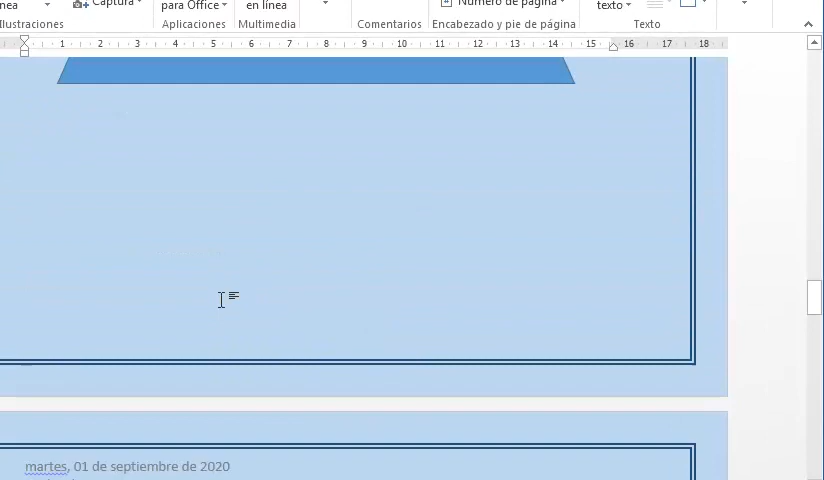 nea Captura Número de página
para Office en línea texto
Ilustraciones Aplicaciones Multimedia Comentarios Encabezado y pie de página Texto
1 2 3 4 5 6 7 8 9 10 11 12 13 14 15 16 17 18
martes, 01 de septiembre de 2020